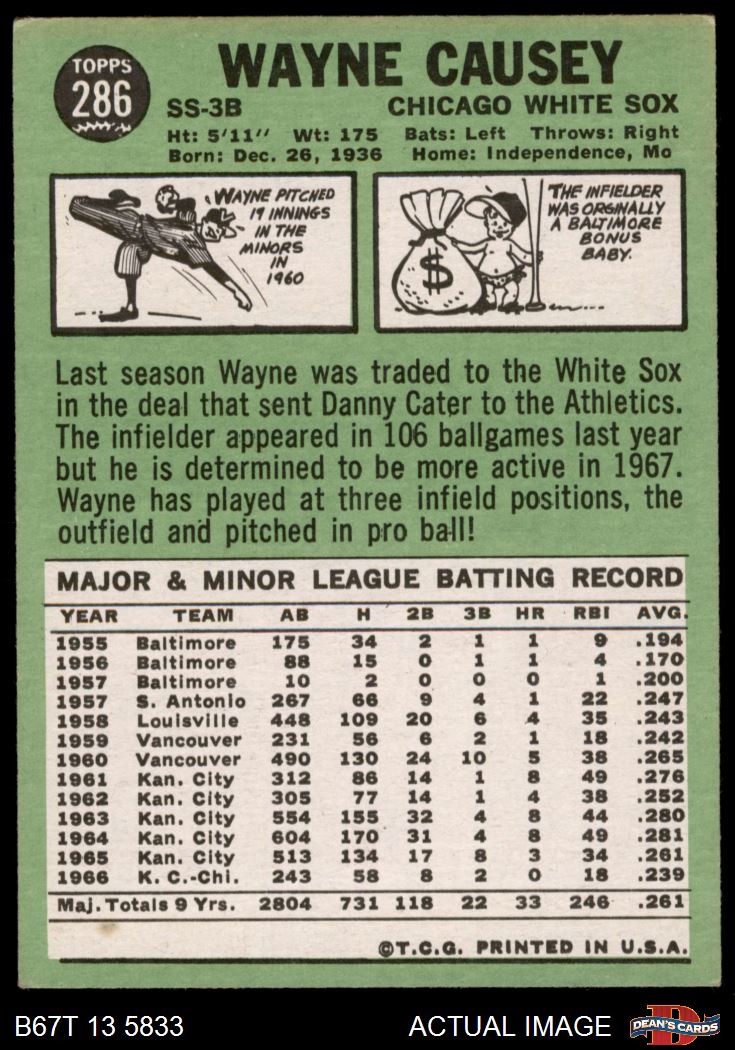 TOPPS
286
WAYNE CAUSEY
SS-3B CHICAGO WHITE SOX
Ht: 5'11" Wt: 175 Bats: Left Throws: Right
Born: Dec. 26, 1936 Home: Independence, Mo
WAYNE PITCHED
19 INNINGS
IN THE
MINORS
IN
1960
THE INFIELDER
WAS ORGINALLY
A BALTIMORE
BONUS
BABY.
$
Last season Wayne was traded to the White Sox
in the deal that sent Danny Cater to the Athletics.
The infielder appeared in 106 ballgames last year
but he is determined to be more active in 1967.
Wayne has played at three infield positions, the
outfield and pitched in pro ball!
MAJOR & MINOR LEAGUE BATTING RECORD
YEAR TEAM AB H 2B 3B HR RBI AVG.
1955 Baltimore 175 34 2 1 1 9 .194
1956 Baltimore 88 15 0 1 1 4 .170
1957 Baltimore 10 2 0 0 0 1 .200
1957 S. Antonio 267 66 9 4 1 22 .247
1958 Louisville 448 109 20 6 4 35 .243
1959 Vancouver 231 56 6 2 1 18 .242
1960 Vancouver 490 130 24 10 5 38 .265
1961 Kan. City 312 86 14 1 8 49 .276
1962 Kan. City 305 77 14 1 4 38 .252
1963 Kan. City 554 155 32 4 8 44 .280
1964 Kan. City 604 170 31 4 8 49 .281
1965 Kan. City 513 134 17 8 3 34 .261
1966 K. C.-Chi. 243 58 8 2 0 18 .239
Maj. Totals 9 Yrs. 2804 731 118 22 33 246 .261
©T.C.G. PRINTED IN U.S.A.
B67T 13 5833 ACTUAL IMAGE
D
DEAN'S CARDS